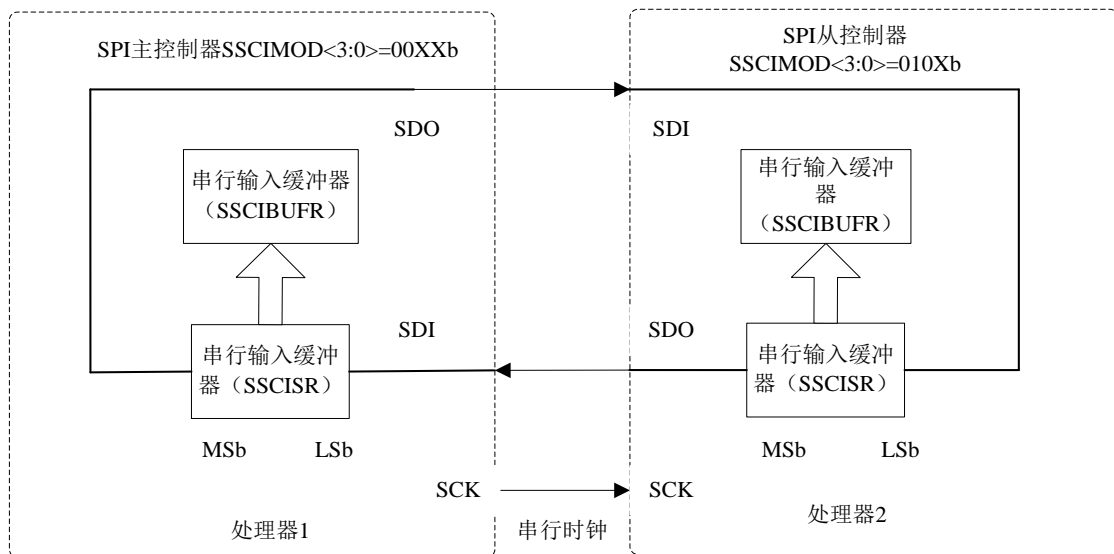 SPI主控制器SSCIMOD<3:0>=00XXb
SPI从控制器
SSCIMOD<3:0>=010Xb
SDO
SDI
串行输入缓冲器
（SSCIBUFR）
串行输入缓冲
器
（SSCIBUFR）
SDI
SDO
串行输入缓冲
器（SSCISR）
串行输入缓冲
器（SSCISR）
MSb
LSb
MSb
LSb
SCK
SCK
处理器1
串行时钟
处理器2